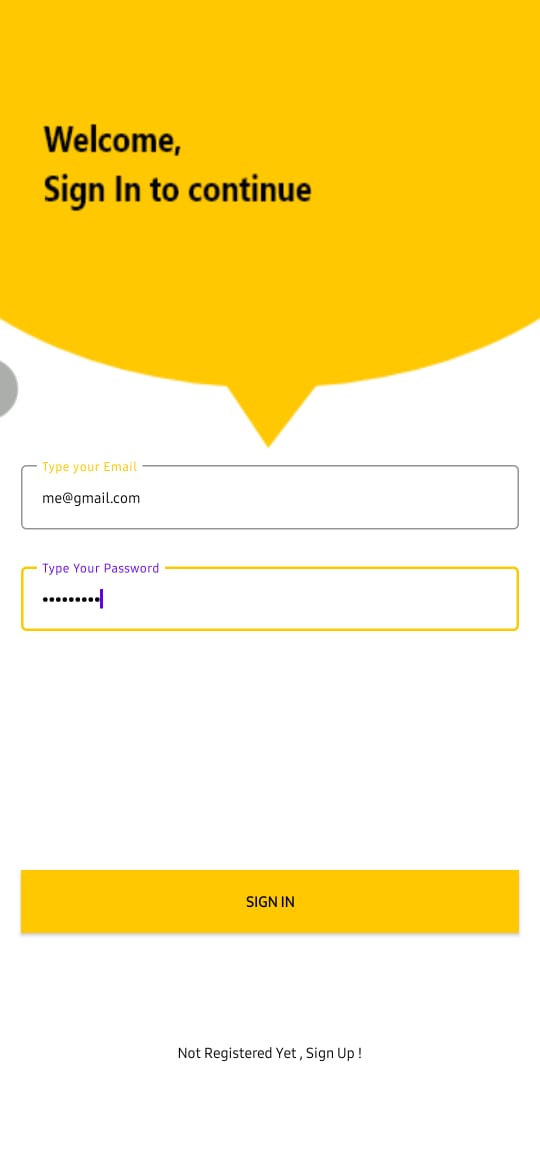 Welcome,
Sign In to continue
Type your Email
me@gmail.com
Type Your Password
•••••••••
SIGN IN
Not Registered Yet , Sign Up !